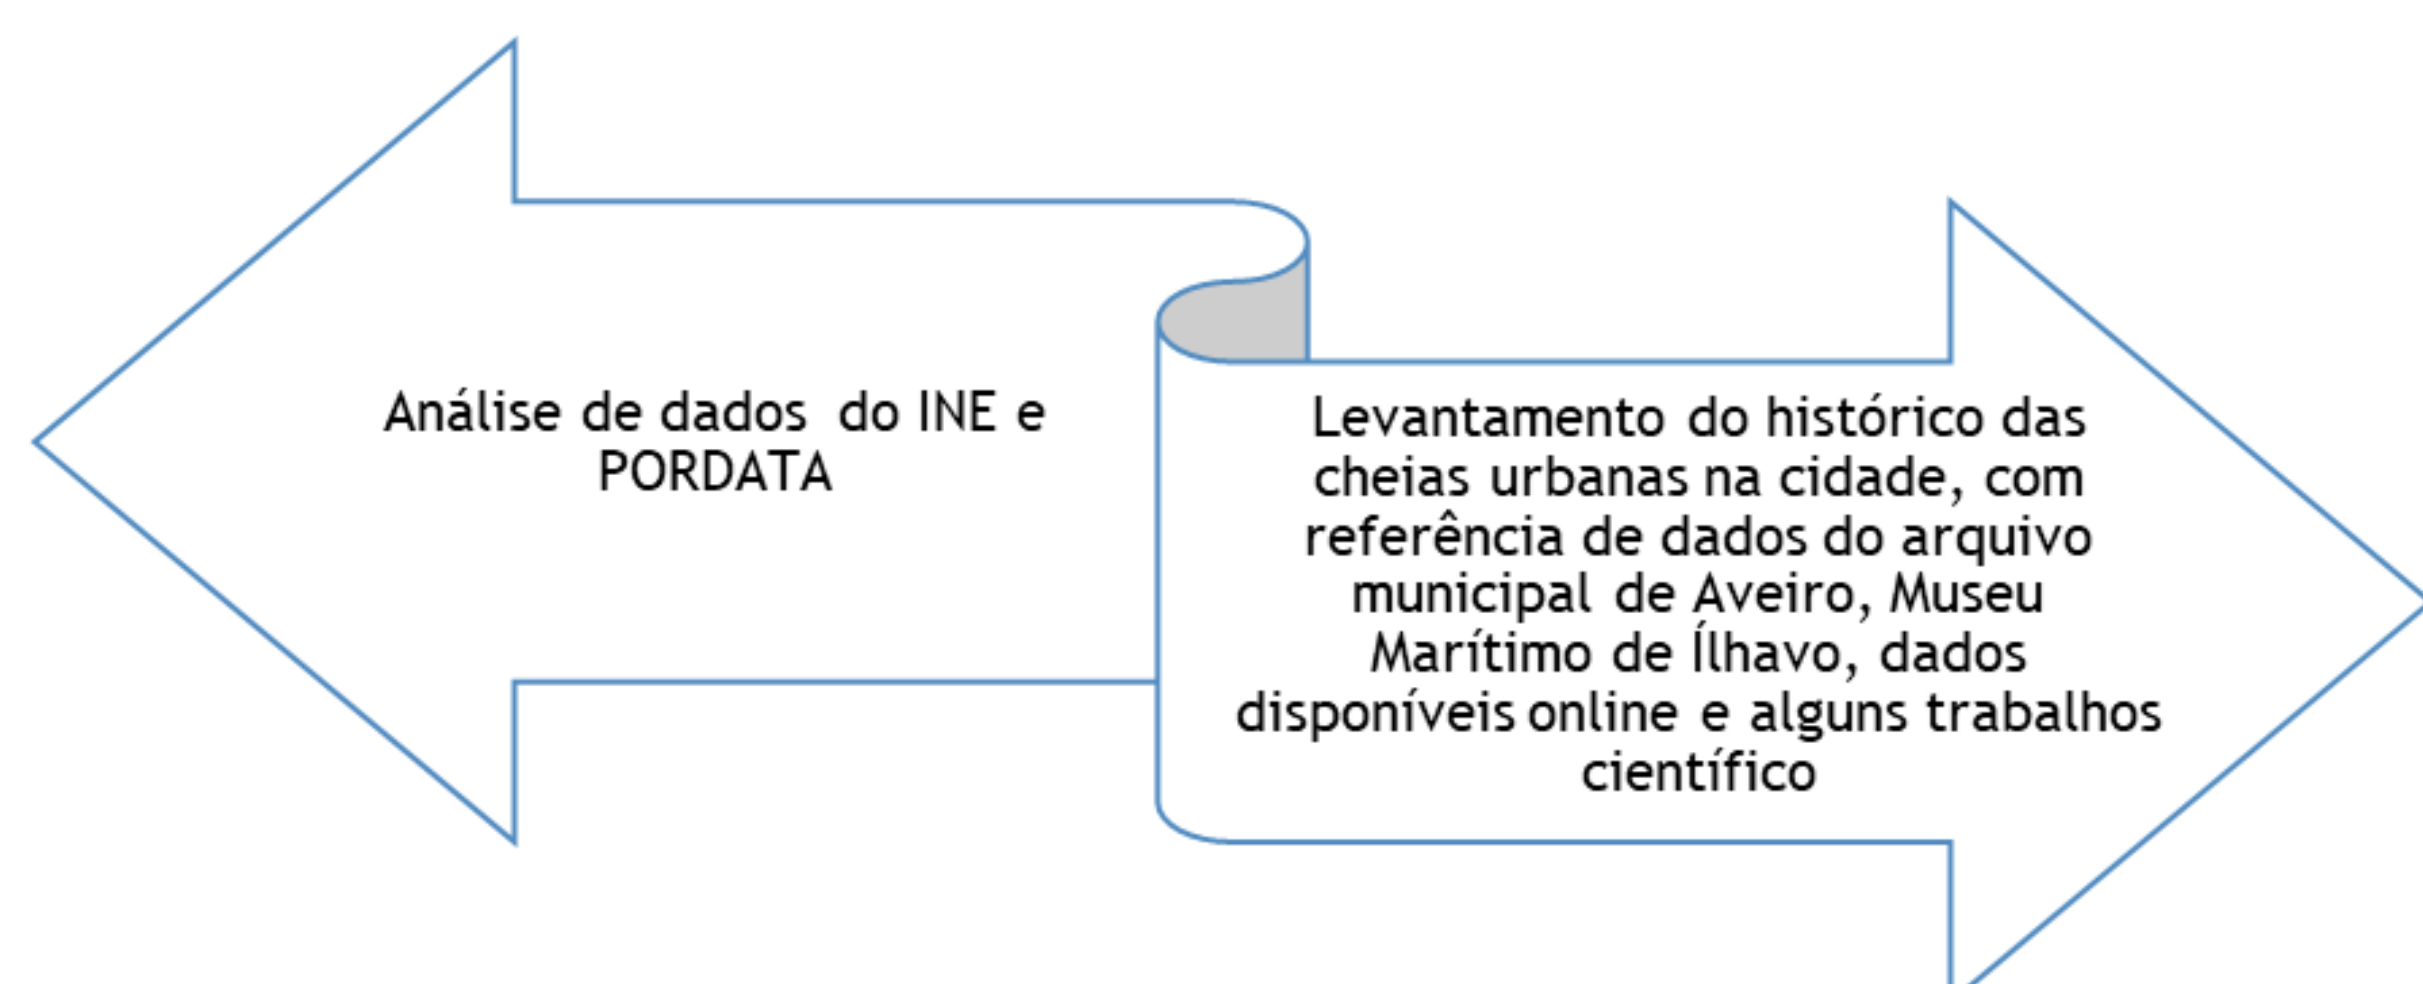 Análise de dados do INE e
PORDATA
Levantamento do histórico das
cheias urbanas na cidade, com
referência de dados do arquivo
municipal de Aveiro, Museu
Marítimo de Ílhavo, dados
disponíveis online e alguns trabalhos
científico